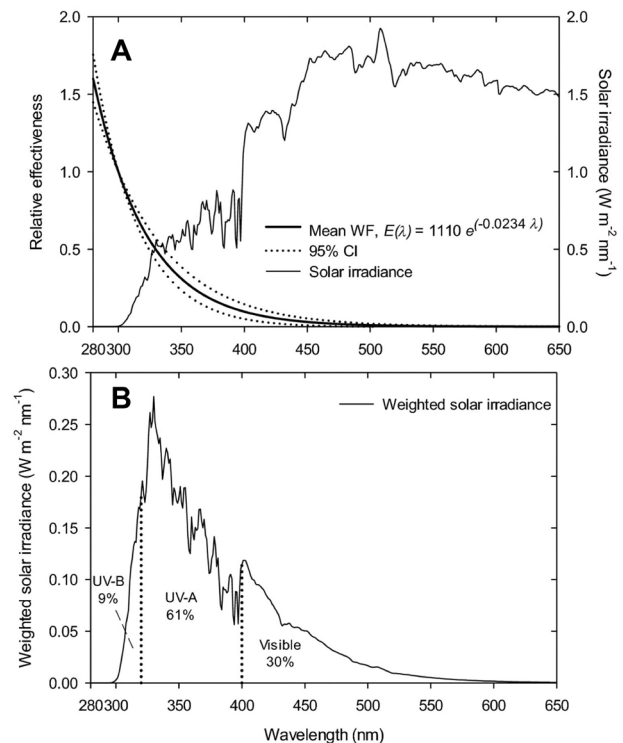 A
Relative effectiveness
2.0
1.5
1.0
0.5
0.0
2.0
1.5
1.0
0.5
0.0
Solar irradiance (W m⁻² nm⁻¹)
Mean WF, E(λ) = 1110 e(-0.0234 λ)
95% CI
Solar irradiance
280 300 350 400 450 500 550 600 650
B
Weighted solar irradiance (W m⁻² nm⁻¹)
0.30
0.25
0.20
0.15
0.10
0.05
0.00
Weighted solar irradiance
UV-B
9%
UV-A
61%
Visible
30%
280 300 350 400 450 500 550 600 650
Wavelength (nm)